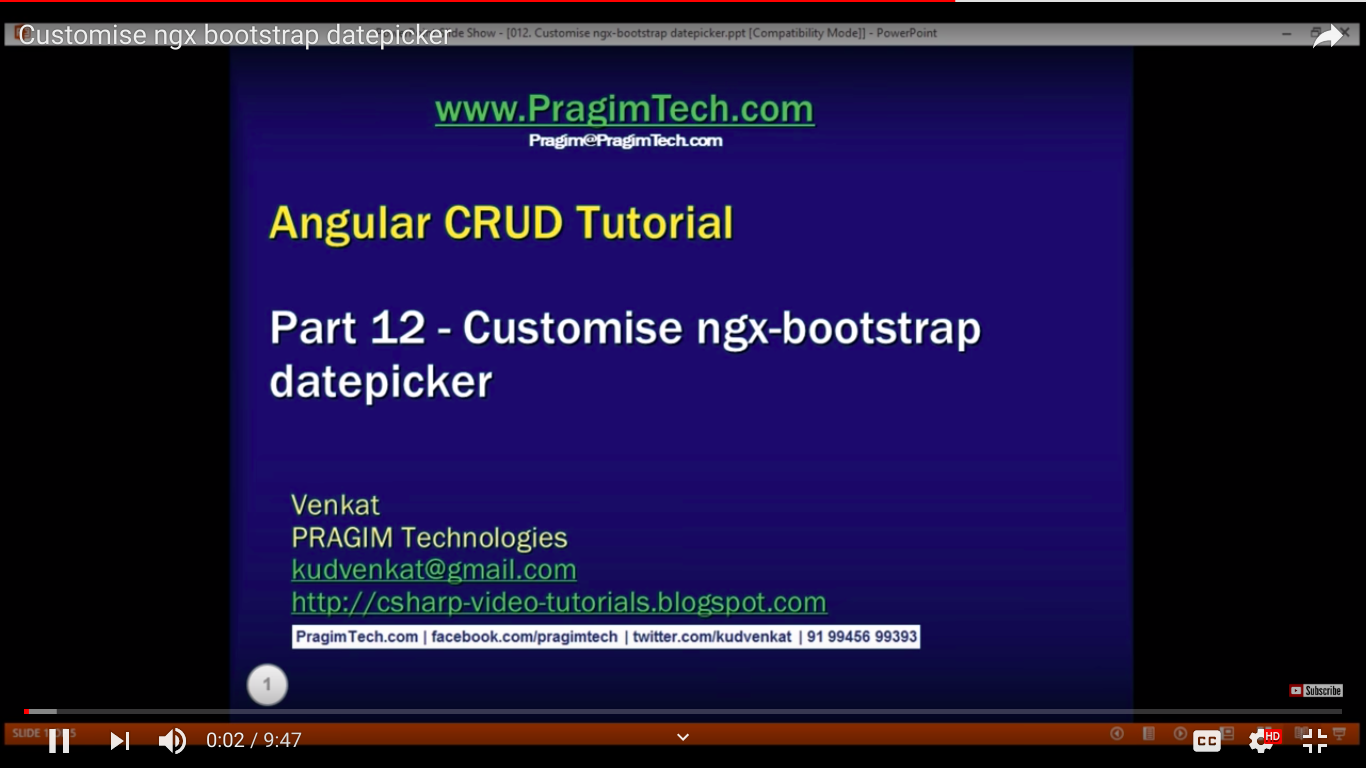 Customise ngx bootstrap datepicker
de Show - [012. Customise ngx-bootstrap datepicker.ppt [Compatibility Mode]] - PowerPoint
www.PragimTech.com
Pragim@PragimTech.com
Angular CRUD Tutorial
Part 12 - Customise ngx-bootstrap
datepicker
Venkat
PRAGIM Technologies
kudvenkat@gmail.com
http://csharp-video-tutorials.blogspot.com
PragimTech.com | facebook.com/pragimtech | twitter.com/kudvenkat | 91 99456 99393
1
Subscribe
SLIDE 1 5
0:02 / 9:47
CC
HD